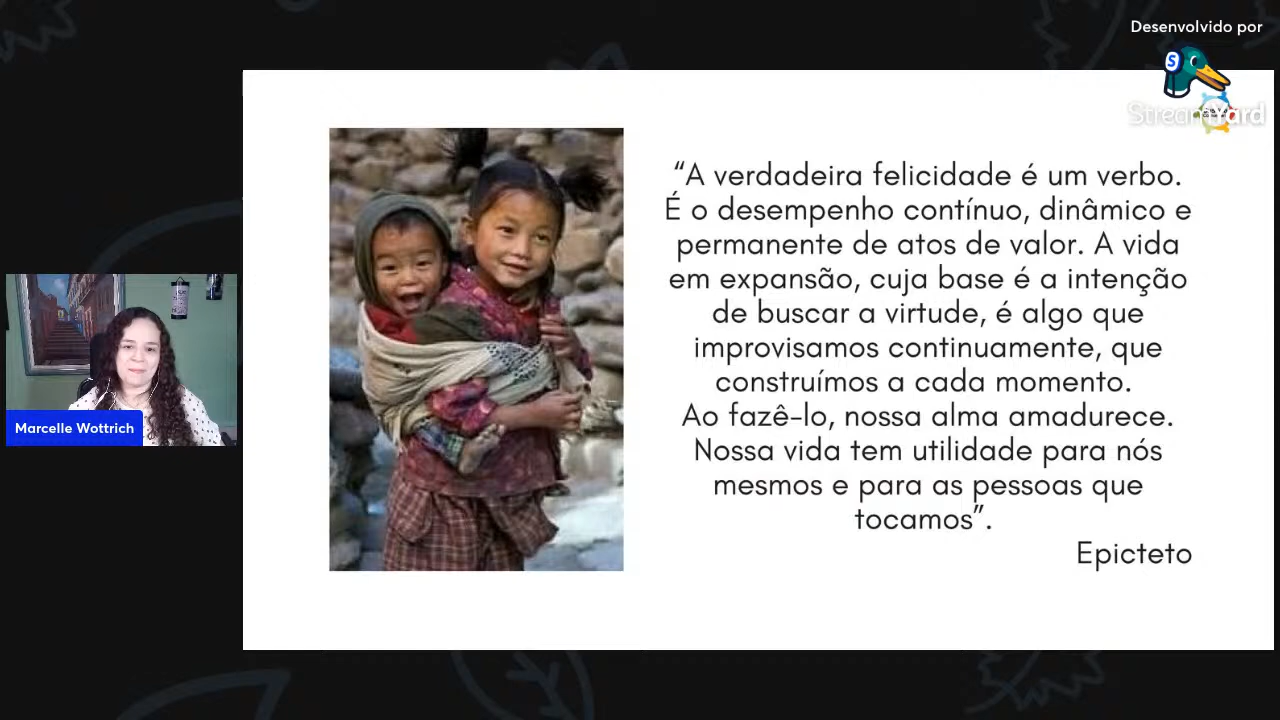 Desenvolvido por
StreamYard
“A verdadeira felicidade é um verbo.
É o desempenho contínuo, dinâmico e
permanente de atos de valor. A vida
em expansão, cuja base é a intenção
de buscar a virtude, é algo que
improvisamos continuamente, que
construímos a cada momento.
Ao fazê-lo, nossa alma amadurece.
Nossa vida tem utilidade para nós
mesmos e para as pessoas que
tocamos”.
Epicteto
Marcelle Wottrich